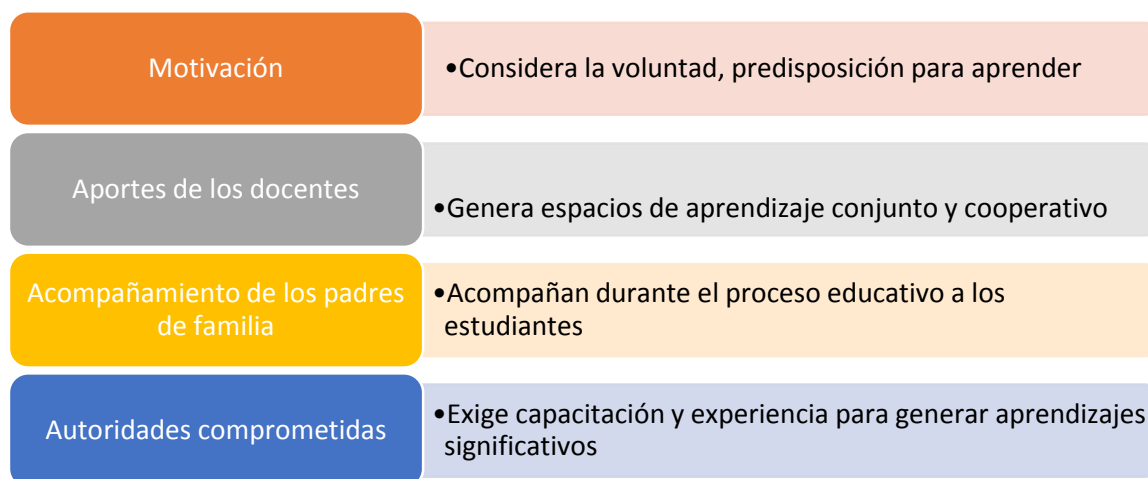 Motivación
•Considera la voluntad, predisposición para aprender
Aportes de los docentes
•Genera espacios de aprendizaje conjunto y cooperativo
Acompañamiento de los padres
de familia
•Acompañan durante el proceso educativo a los
estudiantes
Autoridades comprometidas
•Exige capacitación y experiencia para generar aprendizajes
significativos